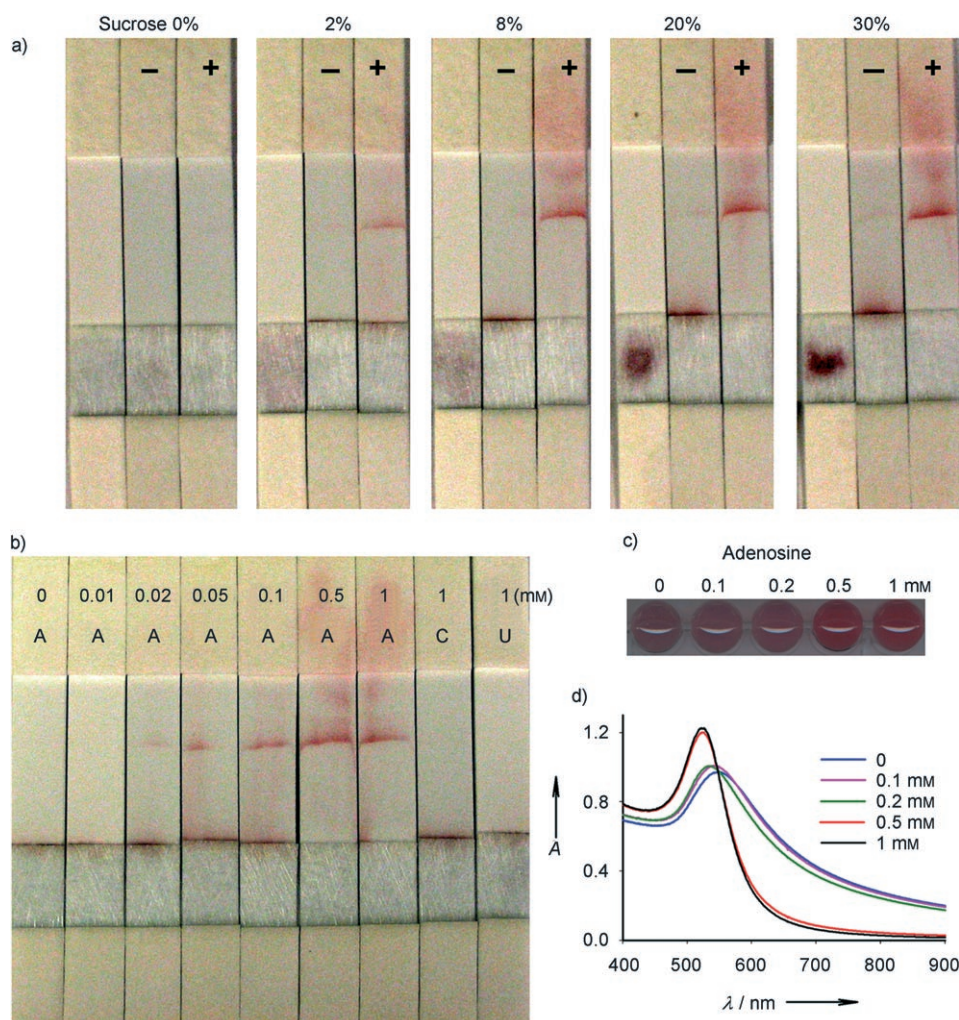 Sucrose 0% 2% 8% 20% 30%
a)
– + – + – + – + – +
b)
0 0.01 0.02 0.05 0.1 0.5 1 1 1 (mM)
A A A A A A A C U
c)
Adenosine
0 0.1 0.2 0.5 1 mM
d)
1.2
0.8
0.4
0.0
A
400 500 600 700 800 900
λ / nm
0
0.1 mM
0.2 mM
0.5 mM
1 mM